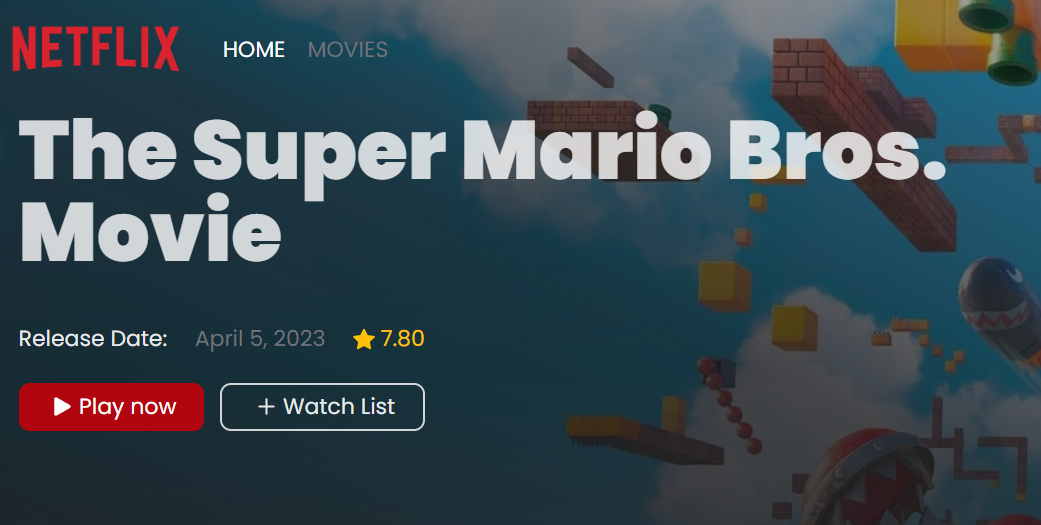 NETFLIX HOME MOVIES
The Super Mario Bros.
Movie
Release Date: April 5, 2023 7.80
Play now + Watch List